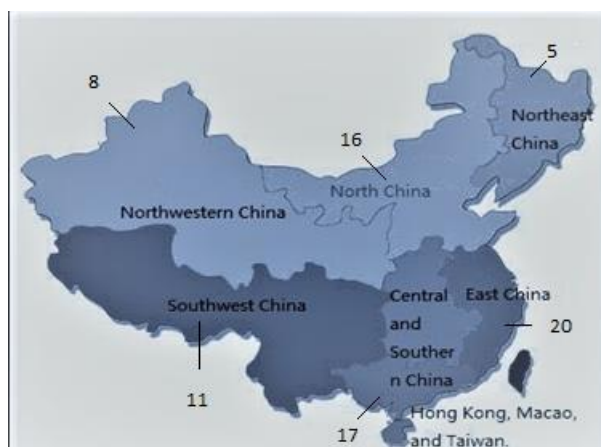 5
8
Northeast
China
16
North China
Northwestern China
Southwest China
East China
Central
and
Souther
n China
20
11
17
Hong Kong, Macao,
and Taiwan.